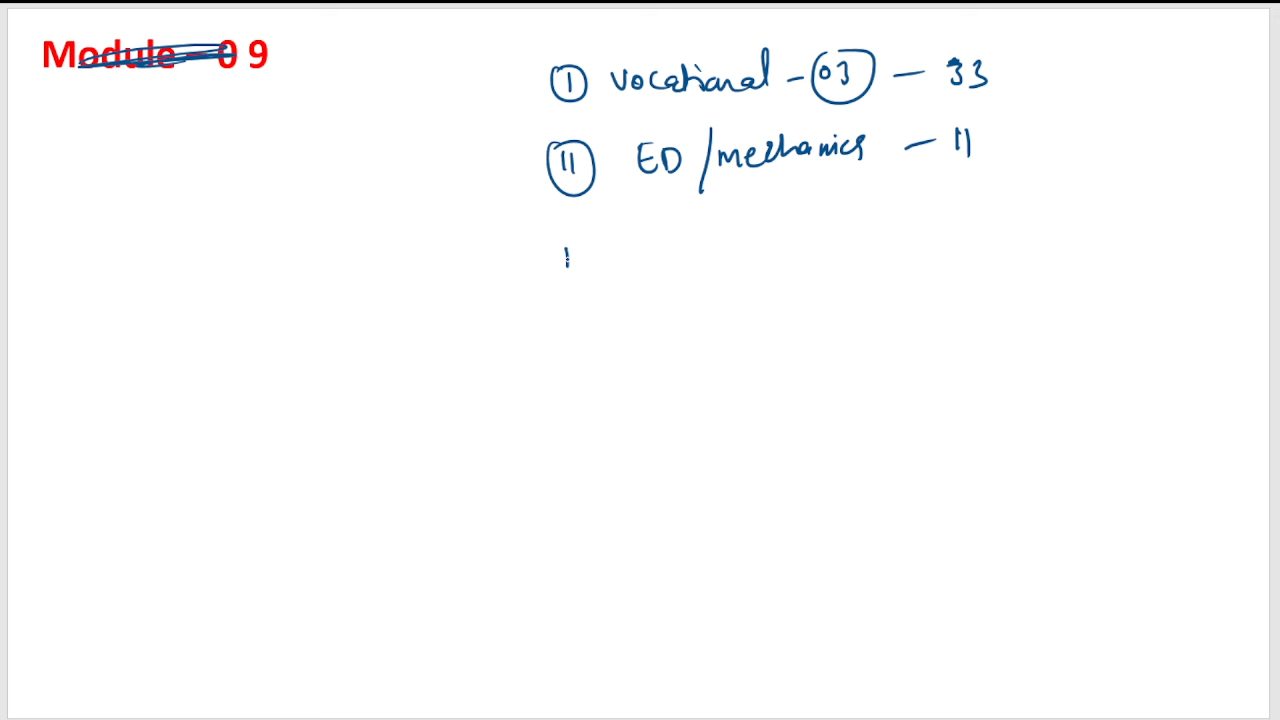 Module – 09
① vocational - 03 — 33
⑪ ED/mechanics — 11